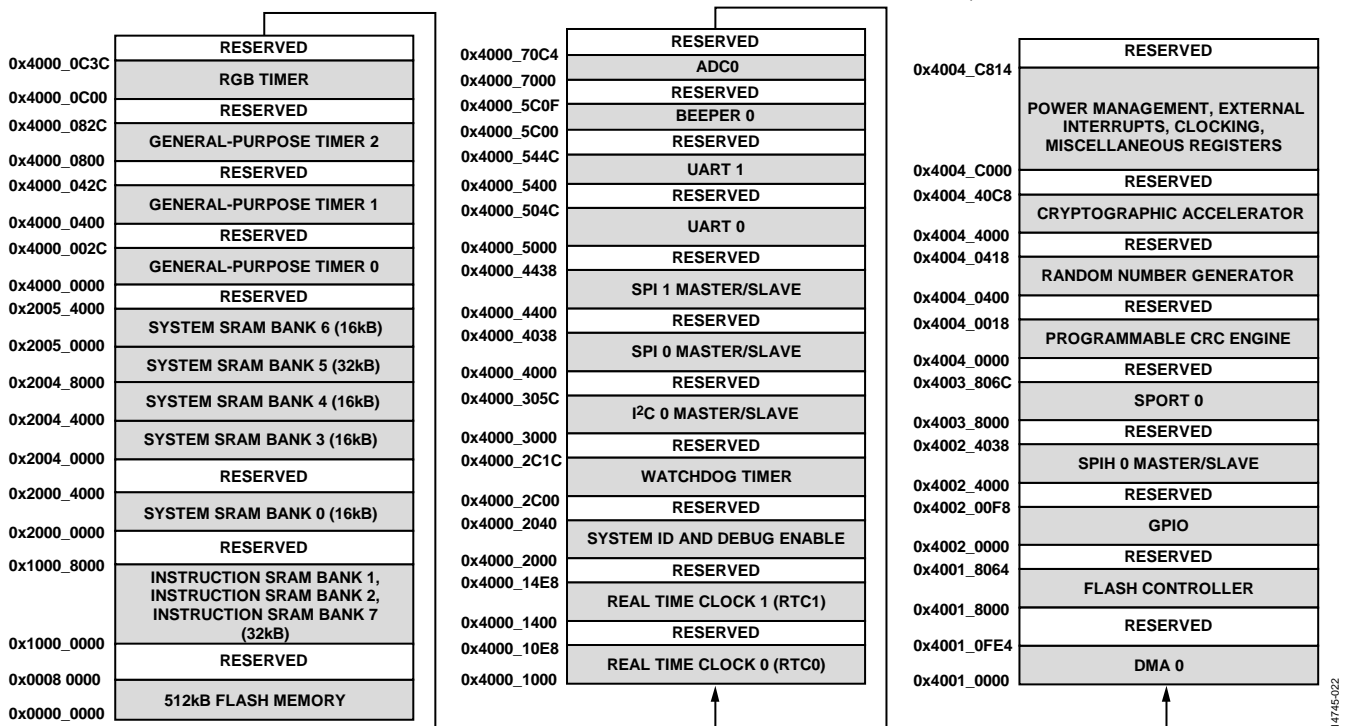 RESERVED
0x4000_0C3C
RGB TIMER
0x4000_0C00
RESERVED
0x4000_082C
GENERAL-PURPOSE TIMER 2
0x4000_0800
RESERVED
0x4000_042C
GENERAL-PURPOSE TIMER 1
0x4000_0400
RESERVED
0x4000_002C
GENERAL-PURPOSE TIMER 0
0x4000_0000
RESERVED
0x2005_4000
SYSTEM SRAM BANK 6 (16kB)
0x2005_0000
SYSTEM SRAM BANK 5 (32kB)
0x2004_8000
SYSTEM SRAM BANK 4 (16kB)
0x2004_4000
SYSTEM SRAM BANK 3 (16kB)
0x2004_0000
RESERVED
0x2000_4000
SYSTEM SRAM BANK 0 (16kB)
0x2000_0000
RESERVED
0x1000_8000
INSTRUCTION SRAM BANK 1,
INSTRUCTION SRAM BANK 2,
INSTRUCTION SRAM BANK 7
(32kB)
0x1000_0000
RESERVED
0x0008 0000
512kB FLASH MEMORY
0x0000_0000
RESERVED
0x4000_70C4
ADC0
0x4000_7000
RESERVED
0x4000_5C0F
BEEPER 0
0x4000_5C00
RESERVED
0x4000_544C
UART 1
0x4000_5400
RESERVED
0x4000_504C
UART 0
0x4000_5000
RESERVED
0x4000_4438
SPI 1 MASTER/SLAVE
0x4000_4400
RESERVED
0x4000_4038
SPI 0 MASTER/SLAVE
0x4000_4000
RESERVED
0x4000_305C
I2C 0 MASTER/SLAVE
0x4000_3000
RESERVED
0x4000_2C1C
WATCHDOG TIMER
0x4000_2C00
RESERVED
0x4000_2040
SYSTEM ID AND DEBUG ENABLE
0x4000_2000
RESERVED
0x4000_14E8
REAL TIME CLOCK 1 (RTC1)
0x4000_1400
RESERVED
0x4000_10E8
REAL TIME CLOCK 0 (RTC0)
0x4000_1000
RESERVED
0x4004_C814
POWER MANAGEMENT, EXTERNAL
INTERRUPTS, CLOCKING,
MISCELLANEOUS REGISTERS
0x4004_C000
RESERVED
0x4004_40C8
CRYPTOGRAPHIC ACCELERATOR
0x4004_4000
RESERVED
0x4004_0418
RANDOM NUMBER GENERATOR
0x4004_0400
RESERVED
0x4004_0018
PROGRAMMABLE CRC ENGINE
0x4004_0000
RESERVED
0x4003_806C
SPORT 0
0x4003_8000
RESERVED
0x4002_4038
SPIH 0 MASTER/SLAVE
0x4002_4000
RESERVED
0x4002_00F8
GPIO
0x4002_0000
RESERVED
0x4001_8064
FLASH CONTROLLER
0x4001_8000
RESERVED
0x4001_0FE4
DMA 0
0x4001_0000
14745-022